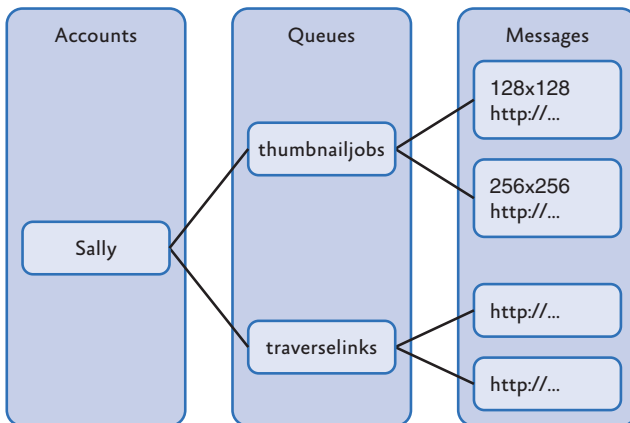 Accounts
Queues
Messages
128x128
http://...
thumbnailjobs
256x256
http://...
Sally
http://...
traverselinks
http://...